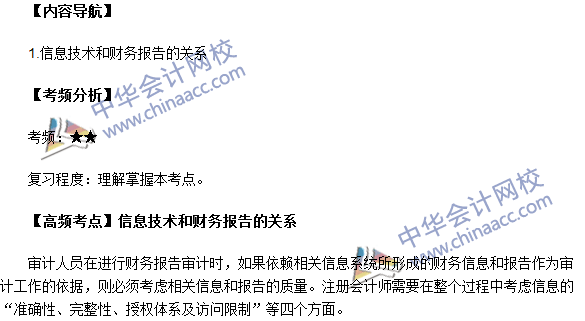 【内容导航】
1.信息技术和财务报告的关系
【考频分析】
考频：★★
复习程度：理解掌握本考点。
【高频考点】信息技术和财务报告的关系
审计人员在进行财务报告审计时，如果依赖相关信息系统所形成的财务信息和报告作为审
计工作的依据，则必须考虑相关信息和报告的质量。注册会计师需要在整个过程中考虑信息的
“准确性、完整性、授权体系及访问限制”等四个方面。
中华会计网校
www.chinaacc.com
中华会计网校
www.chinaacc.com